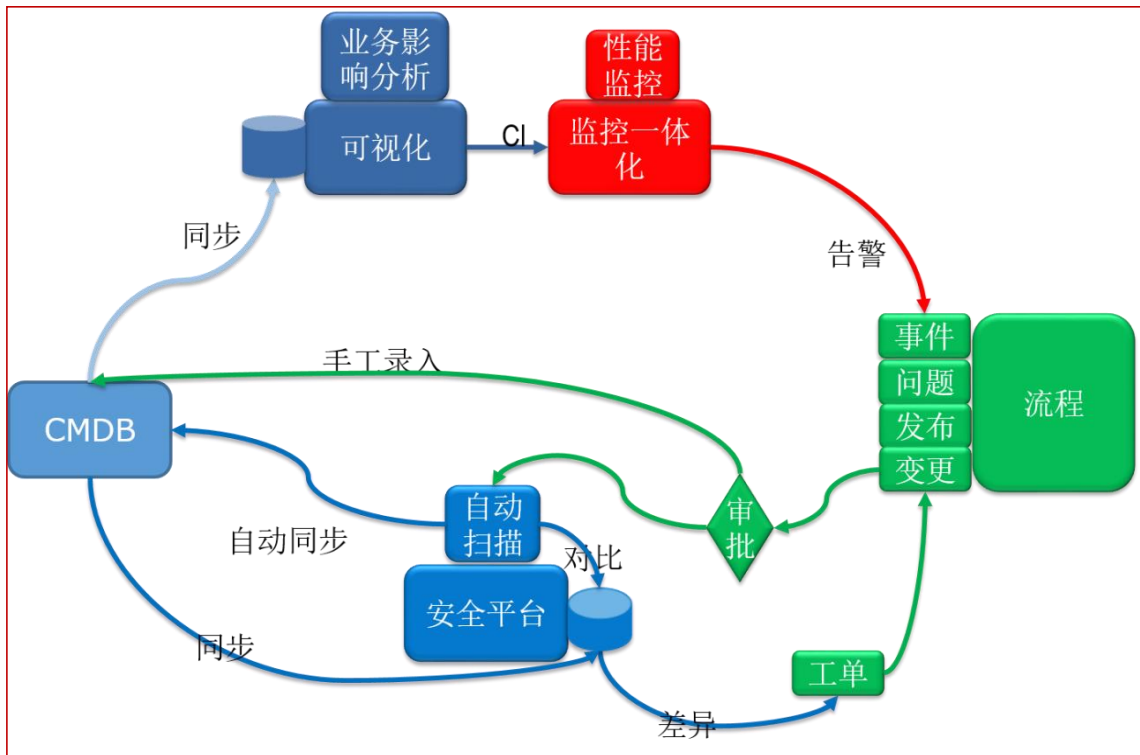 业务影
响分析
性能
监控
可视化
CI
监控一体
化
同步
告警
事件
问题
发布
变更
流程
手工录入
CMDB
自动
扫描
审
批
自动同步
对比
安全平台
同步
工单
差异